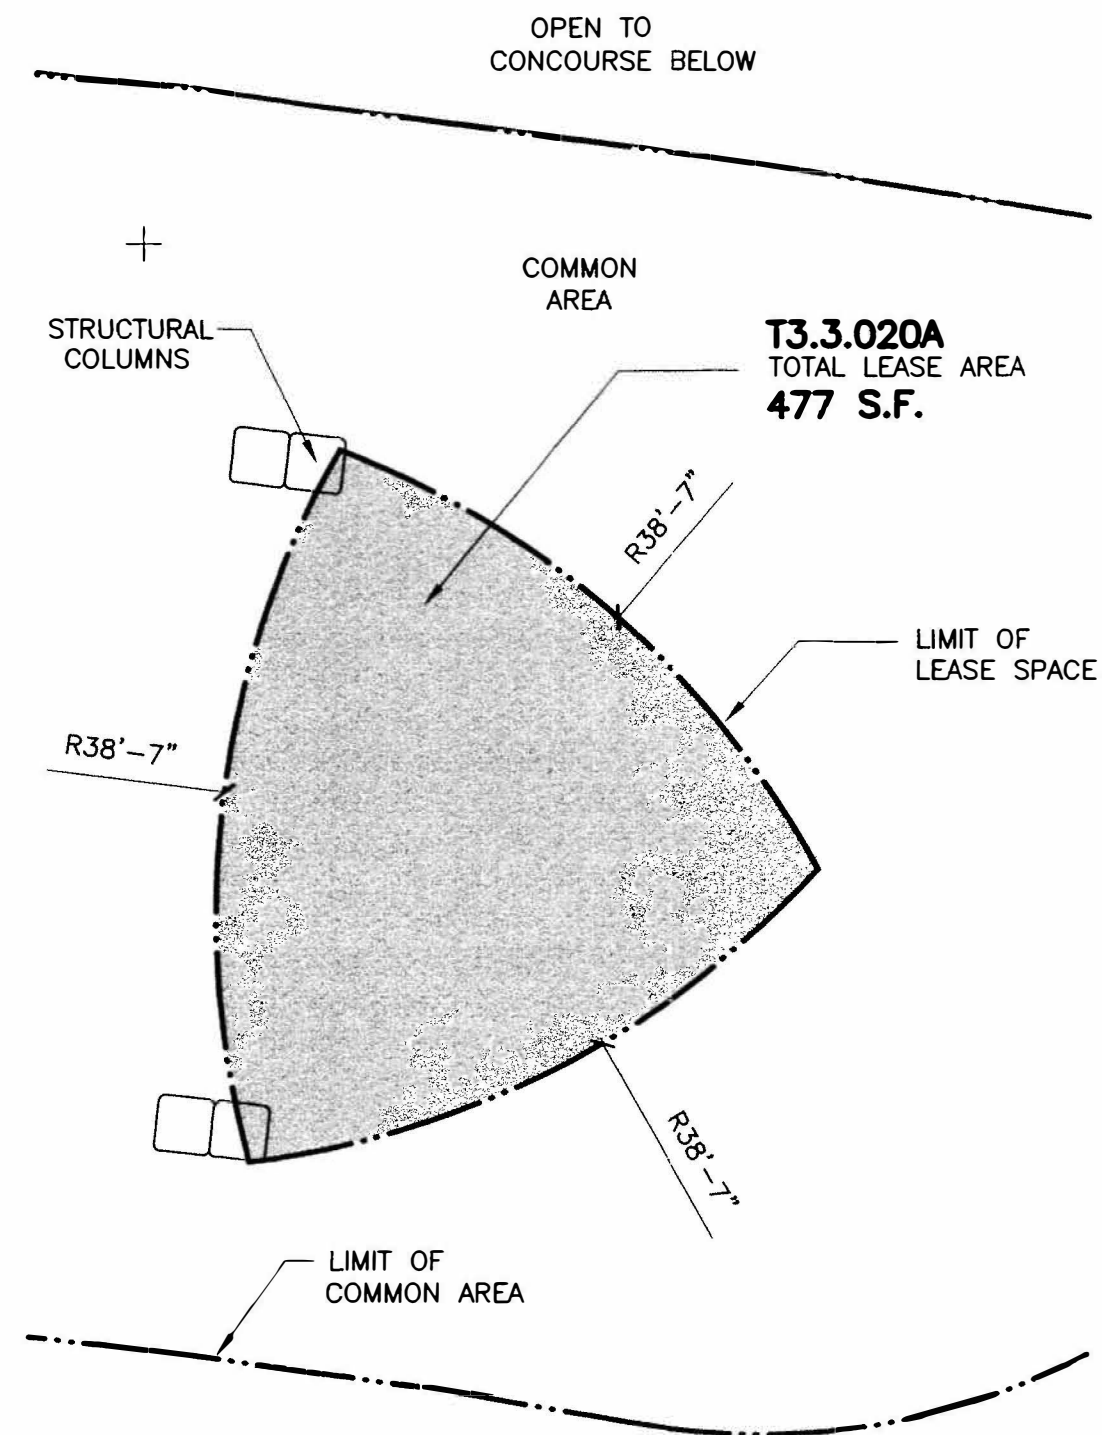 OPEN TO
CONCOURSE BELOW
COMMON
AREA
STRUCTURAL
COLUMNS
T3.3.020A
TOTAL LEASE AREA
477 S.F.
R38'-7"
LIMIT OF
LEASE SPACE
R38'-7"
R38'-7"
LIMIT OF
COMMON AREA